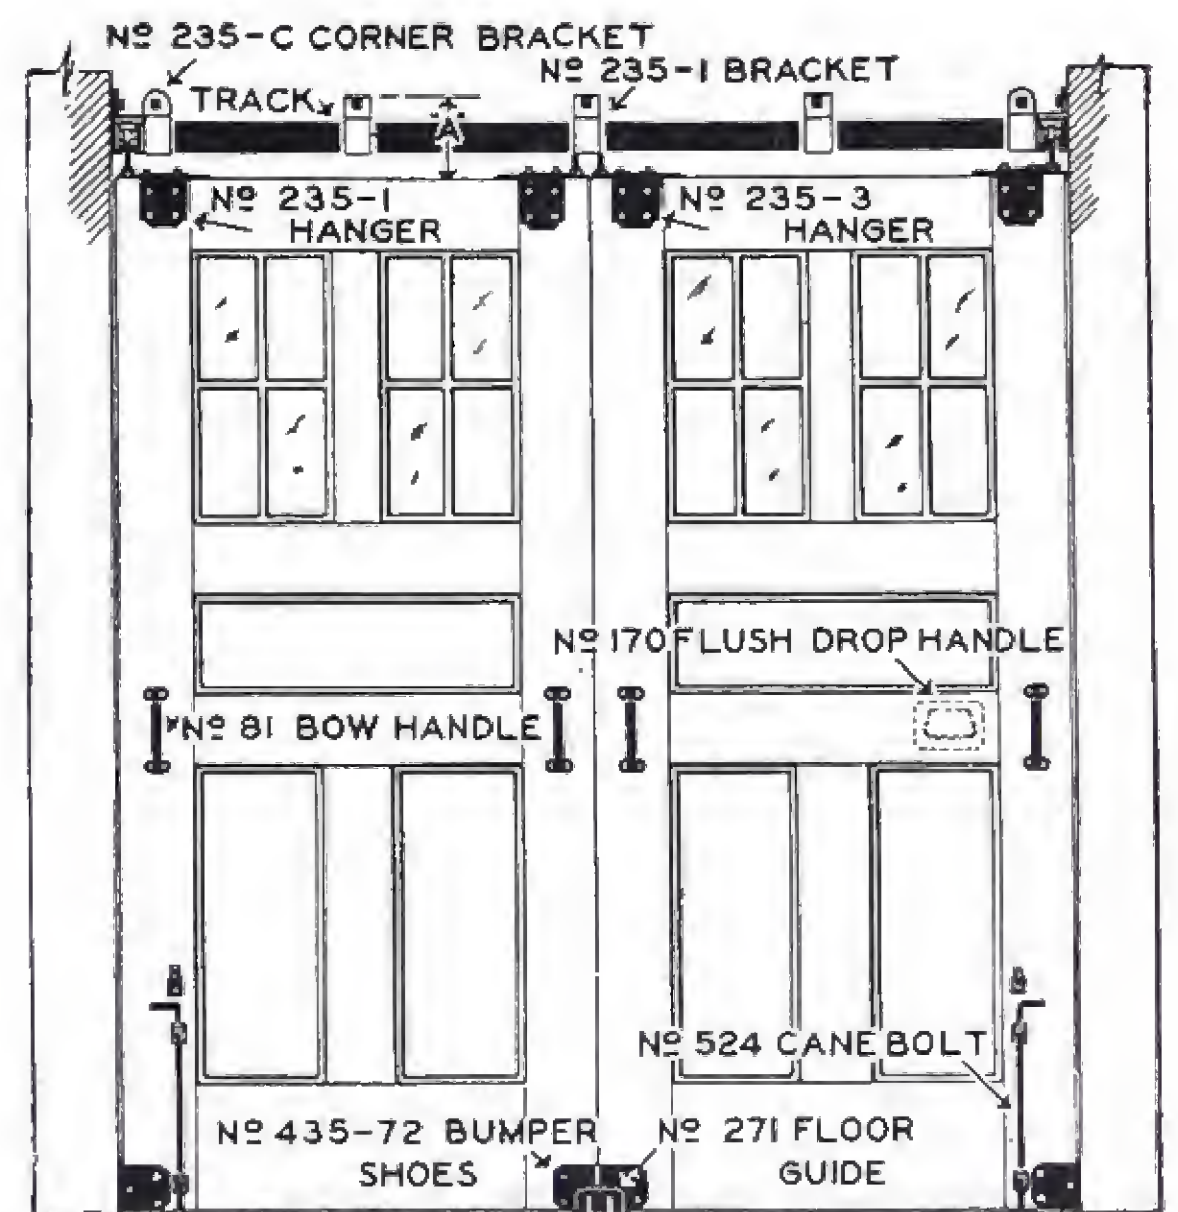 Nº 235-C CORNER BRACKET
Nº 235-1 BRACKET
TRACK
A
Nº 235-1
HANGER
Nº 235-3
HANGER
Nº 170 FLUSH DROP HANDLE
Nº 81 BOW HANDLE
Nº 524 CANE BOLT
Nº 435-72 BUMPER
SHOES
Nº 271 FLOOR
GUIDE